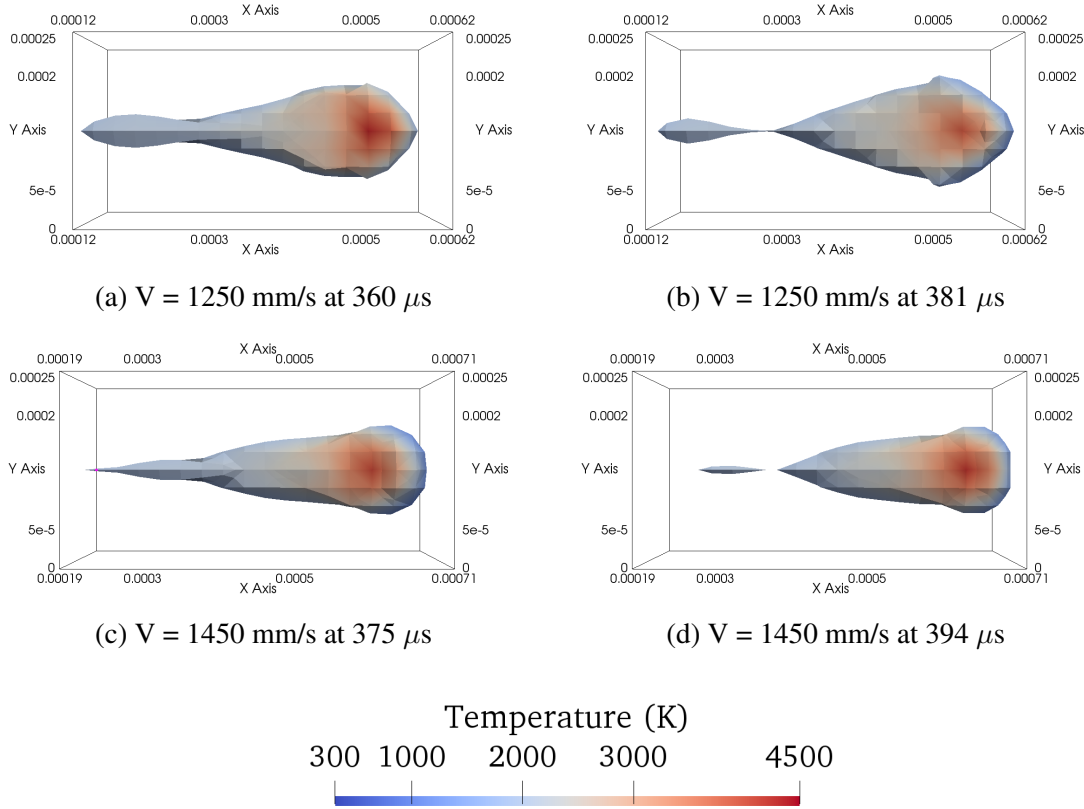 X Axis X Axis
0.00012 0.0003 0.0005 0.00062 0.00012 0.0003 0.0005 0.00062
0.00025 0.00025 0.00025 0.00025
0.0002 0.0002 0.0002 0.0002
Y Axis Y Axis Y Axis Y Axis
5e-5 5e-5 5e-5 5e-5
0 0 0 0
0.00012 0.0003 0.0005 0.00062 0.00012 0.0003 0.0005 0.00062
X Axis X Axis
(a) V = 1250 mm/s at 360 μs (b) V = 1250 mm/s at 381 μs
X Axis X Axis
0.00019 0.0003 0.0005 0.00071 0.00019 0.0003 0.0005 0.00071
0.00025 0.00025 0.00025 0.00025
0.0002 0.0002 0.0002 0.0002
Y Axis Y Axis Y Axis Y Axis
5e-5 5e-5 5e-5 5e-5
0 0 0 0
0.00019 0.0003 0.0005 0.00071 0.00019 0.0003 0.0005 0.00071
X Axis X Axis
(c) V = 1450 mm/s at 375 μs (d) V = 1450 mm/s at 394 μs
Temperature (K)
300 1000 2000 3000 4500